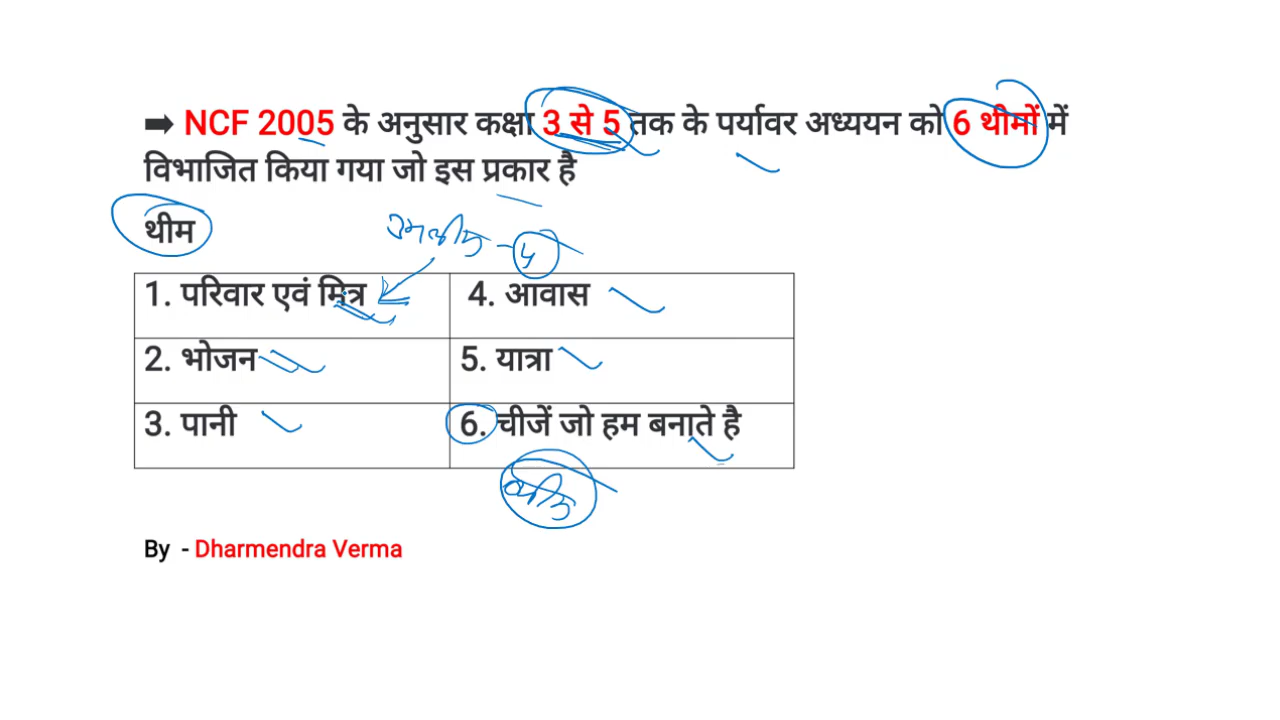 ➡ NCF 2005 के अनुसार कक्षा 3 से 5 तक के पर्यावर अध्ययन को 6 थीमों में
विभाजित किया गया जो इस प्रकार है
थीम
1. परिवार एवं मित्र
4. आवास
2. भोजन
5. यात्रा
3. पानी
6. चीजें जो हम बनाते है
By - Dharmendra Verma